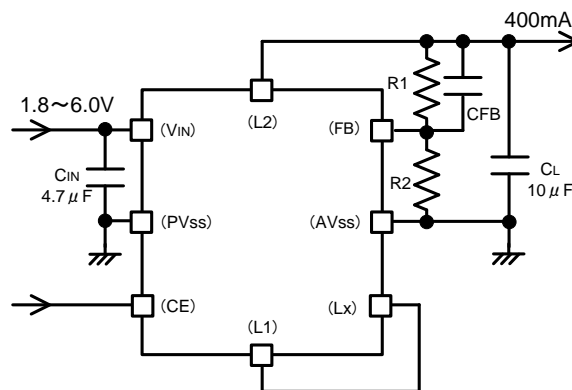 400mA
1.8～6.0V
(L2)
R1
CFB
(VIN)
(FB)
CIN
4.7μF
R2
CL
10μF
(PVss)
(AVss)
(CE)
(L1)
(Lx)